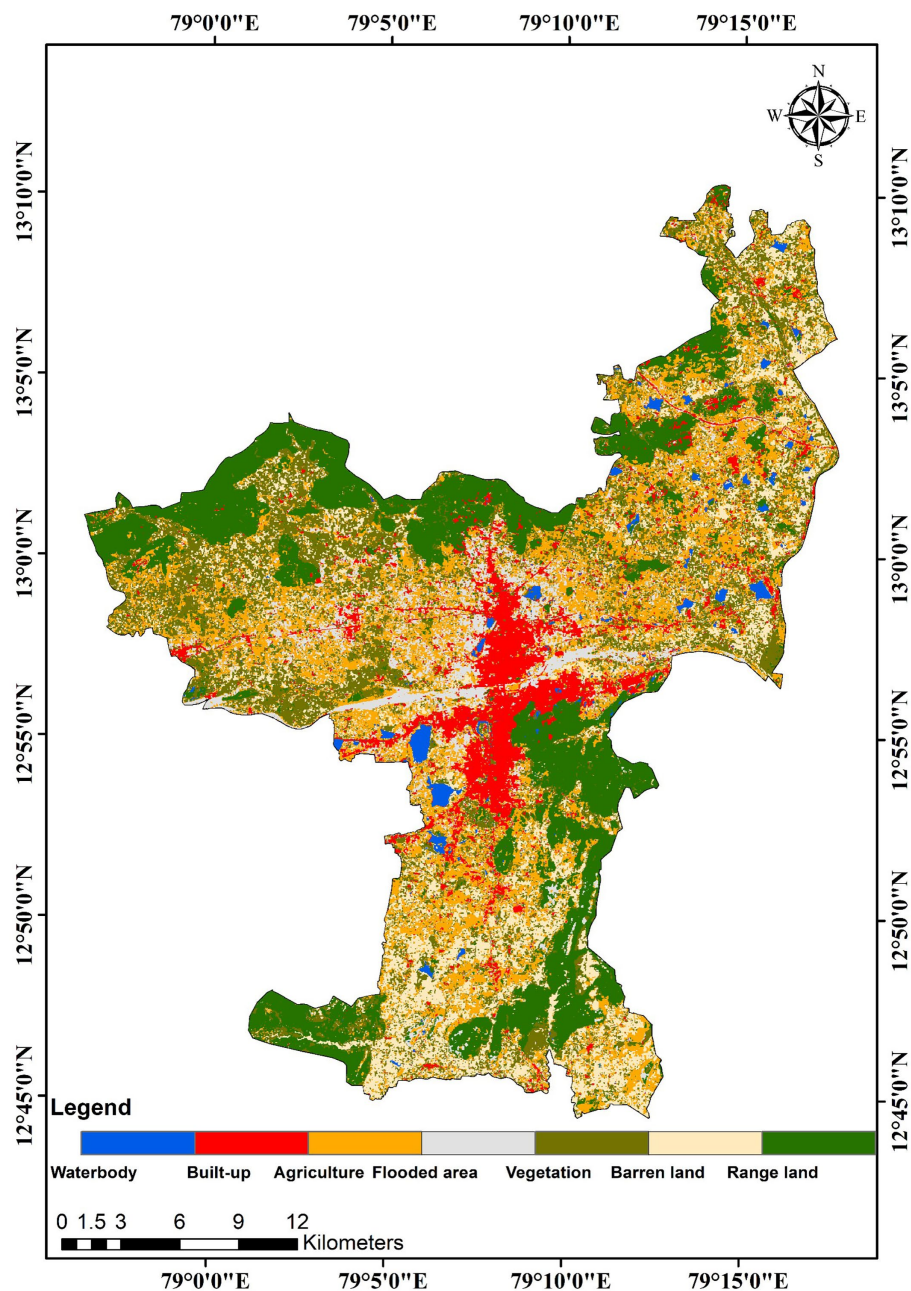 79°0'0"E 79°5'0"E 79°10'0"E 79°15'0"E
N
W E
S
13°10'0"N 13°10'0"N
13°5'0"N 13°5'0"N
13°0'0"N 13°0'0"N
12°55'0"N 12°55'0"N
12°50'0"N 12°50'0"N
12°45'0"N 12°45'0"N
Legend
Waterbody Built-up Agriculture Flooded area Vegetation Barren land Range land
0 1.5 3 6 9 12
Kilometers
79°0'0"E 79°5'0"E 79°10'0"E 79°15'0"E